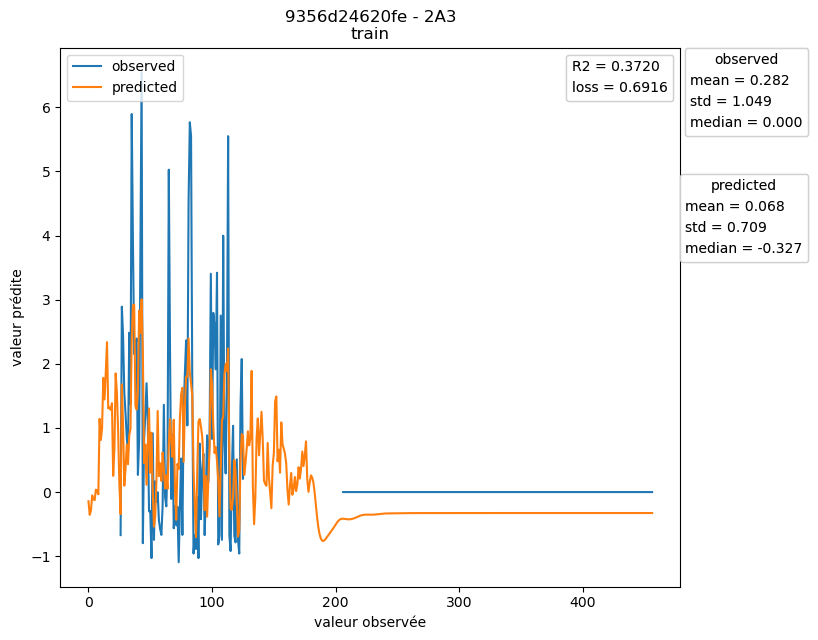 9356d24620fe - 2A3
train
observed
predicted
R2 = 0.3720
loss = 0.6916
observed
mean = 0.282
std = 1.049
median = 0.000
predicted
mean = 0.068
std = 0.709
median = -0.327
6
5
4
3
2
1
0
−1
valeur prédite
0
100
200
300
400
valeur observée